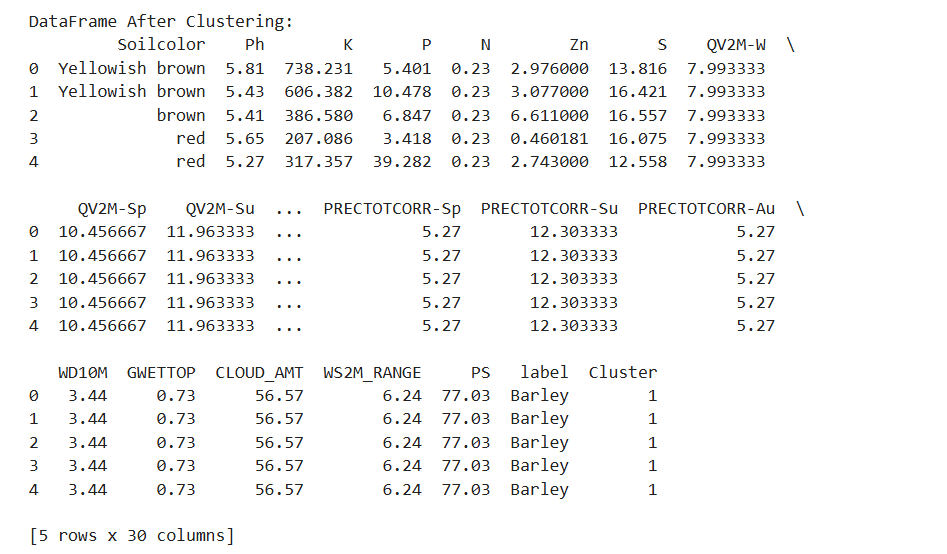 DataFrame After Clustering:
Soilcolor Ph K P N Zn S QV2M-W \
0 Yellowish brown 5.81 738.231 5.401 0.23 2.976000 13.816 7.993333
1 Yellowish brown 5.43 606.382 10.478 0.23 3.077000 16.421 7.993333
2 brown 5.41 386.580 6.847 0.23 6.611000 16.557 7.993333
3 red 5.65 207.086 3.418 0.23 0.460181 16.075 7.993333
4 red 5.27 317.357 39.282 0.23 2.743000 12.558 7.993333
QV2M-Sp QV2M-Su ... PRECTOTCORR-Sp PRECTOTCORR-Su PRECTOTCORR-Au \
0 10.456667 11.963333 ... 5.27 12.303333 5.27
1 10.456667 11.963333 ... 5.27 12.303333 5.27
2 10.456667 11.963333 ... 5.27 12.303333 5.27
3 10.456667 11.963333 ... 5.27 12.303333 5.27
4 10.456667 11.963333 ... 5.27 12.303333 5.27
WD10M GWETTOP CLOUD_AMT WS2M_RANGE PS label Cluster
0 3.44 0.73 56.57 6.24 77.03 Barley 1
1 3.44 0.73 56.57 6.24 77.03 Barley 1
2 3.44 0.73 56.57 6.24 77.03 Barley 1
3 3.44 0.73 56.57 6.24 77.03 Barley 1
4 3.44 0.73 56.57 6.24 77.03 Barley 1
[5 rows x 30 columns]